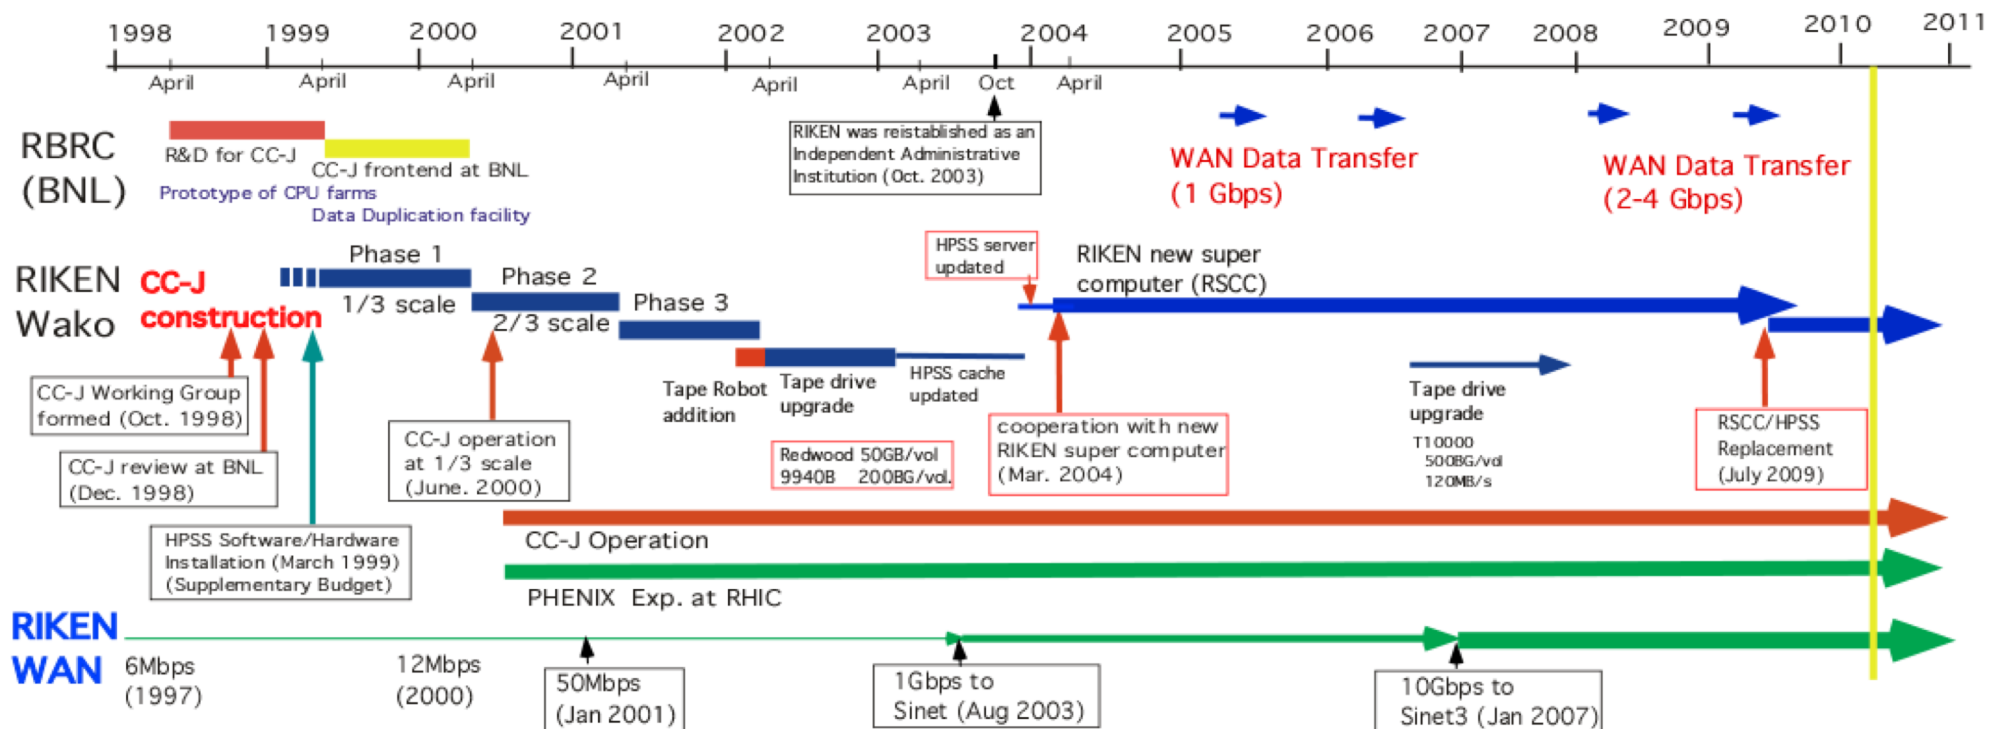 1998 1999 2000 2001 2002 2003 2004 2005 2006 2007 2008 2009 2010 2011
April April April April April April Oct April
RBRC
(BNL)
R&D for CC-J
CC-J frontend at BNL
Prototype of CPU farms
Data Duplication facility
RIKEN was reistablished as an
Independent Administrative
Institution (Oct. 2003)
WAN Data Transfer
(1 Gbps)
WAN Data Transfer
(2-4 Gbps)
RIKEN
Wako
CC-J
construction
Phase 1
1/3 scale
Phase 2
2/3 scale
Phase 3
HPSS server
updated
RIKEN new super
computer (RSCC)
Tape Robot
addition
Tape drive
upgrade
HPSS cache
updated
Redwood 50GB/vol
9940B 200BG/vol.
CC-J Working Group
formed (Oct. 1998)
CC-J review at BNL
(Dec. 1998)
HPSS Software/Hardware
Installation (March 1999)
(Supplementary Budget)
CC-J operation
at 1/3 scale
(June. 2000)
cooperation with new
RIKEN super computer
(Mar. 2004)
Tape drive
upgrade
T10000
500BG/vol
120MB/s
RSCC/HPSS
Replacement
(July 2009)
CC-J Operation
PHENIX Exp. at RHIC
RIKEN
WAN
6Mbps
(1997)
12Mbps
(2000)
50Mbps
(Jan 2001)
1Gbps to
Sinet (Aug 2003)
10Gbps to
Sinet3 (Jan 2007)